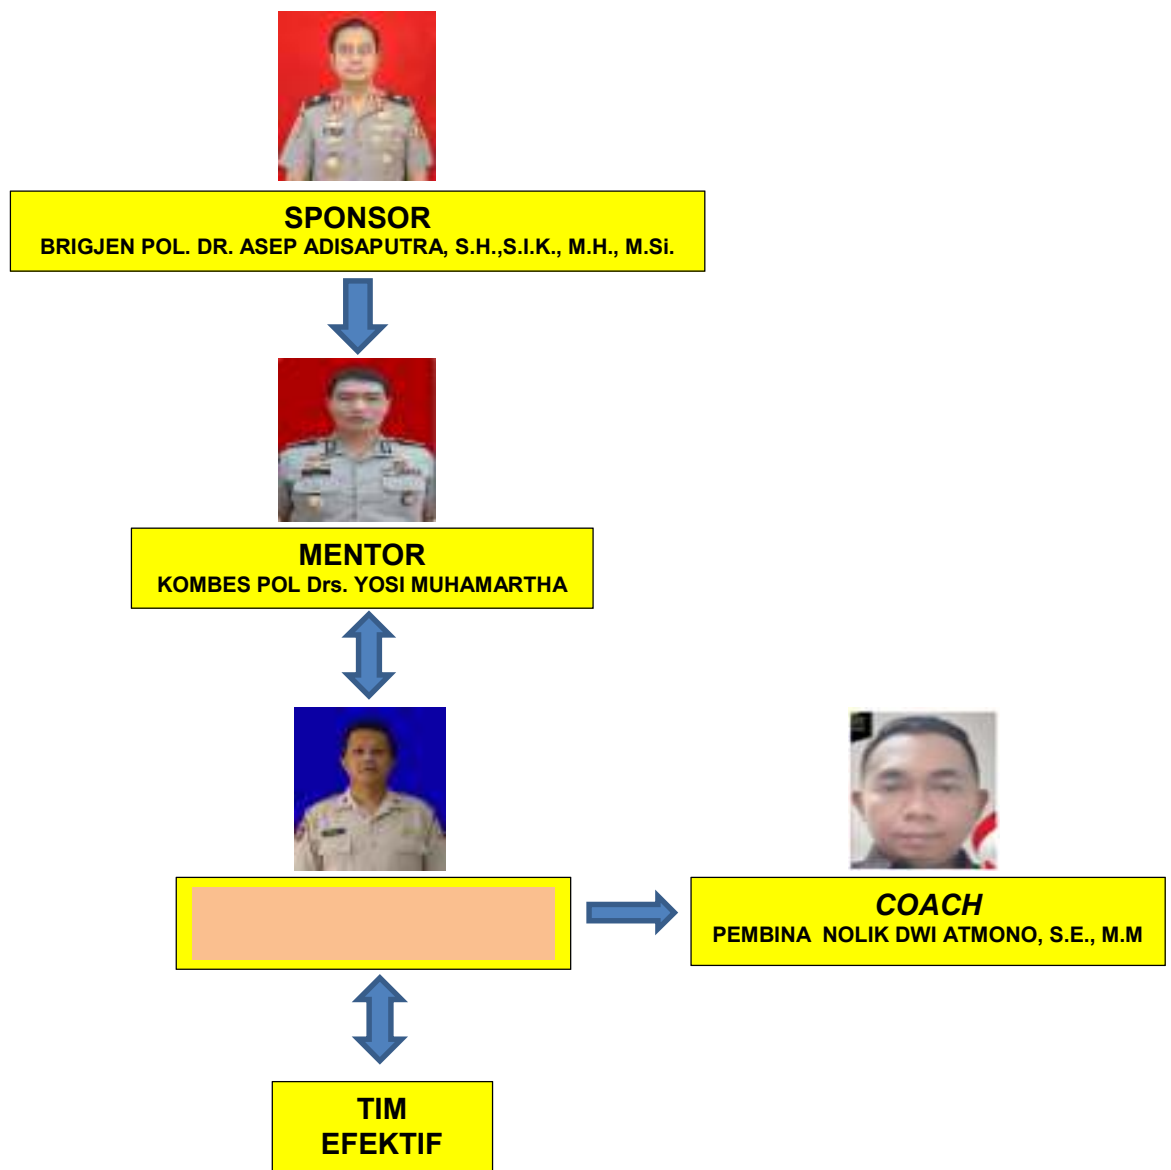 SPONSOR
BRIGJEN POL. DR. ASEP ADISAPUTRA, S.H.,S.I.K., M.H., M.Si.
MENTOR
KOMBES POL Drs. YOSI MUHAMARTHA
COACH
PEMBINA NOLIK DWI ATMONO, S.E., M.M
TIM
EFEKTIF